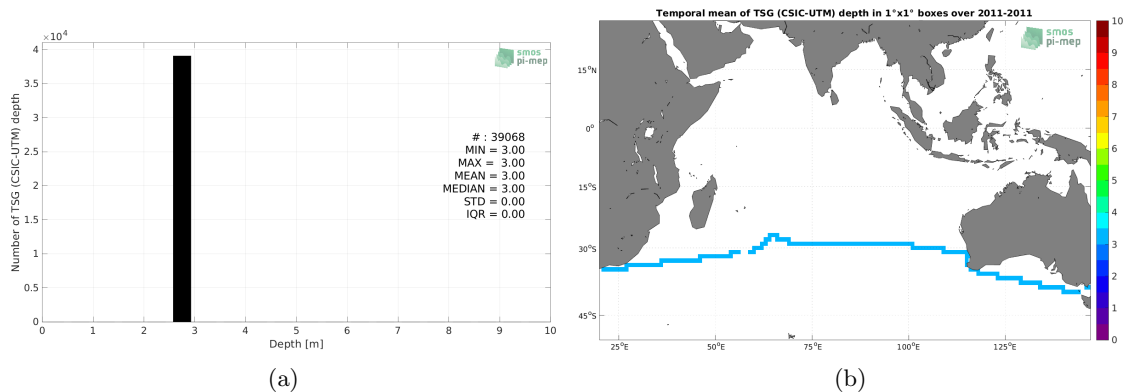 ×10⁴
4
3.5
3
2.5
2
1.5
1
0.5
0
Number of TSG (CSIC-UTM) depth
smos
pi-mep
# : 39068
MIN = 3.00
MAX = 3.00
MEAN = 3.00
MEDIAN = 3.00
STD = 0.00
IQR = 0.00
0 1 2 3 4 5 6 7 8 9 10
Depth [m]
(a)
Temporal mean of TSG (CSIC-UTM) depth in 1°x1° boxes over 2011-2011
smos
pi-mep
15°N
0°
15°S
30°S
45°S
25°E 50°E 75°E 100°E 125°E
10
9
8
7
6
5
4
3
2
1
0
(b)